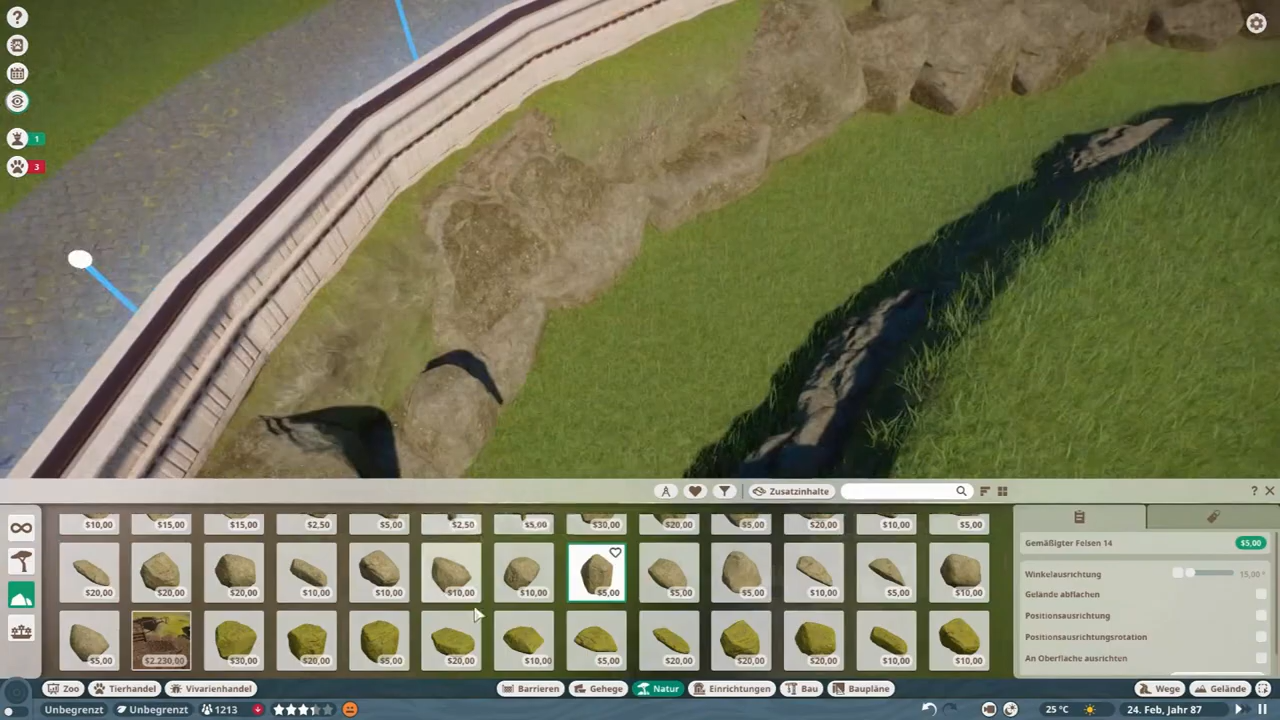 ?
1
3
Zusatzinhalte
?
$10,00 $15,00 $15,00 $2,50 $5,00 $2,50 $5,00 $30,00 $20,00 $5,00 $20,00 $10,00 $5,00
$20,00 $20,00 $20,00 $10,00 $10,00 $10,00 $10,00 $5,00 $5,00 $20,00 $10,00 $5,00 $10,00
$5,00 $2.230,00 $30,00 $20,00 $5,00 $20,00 $10,00 $5,00 $20,00 $20,00 $20,00 $10,00 $10,00
Gemäßigter Felsen 14 $5,00
Winkelausrichtung 15,00 °
Gelände abflachen
Positionsausrichtung
Positionsausrichtungsrotation
An Oberfläche ausrichten
Zoo Tierhandel Vivarienhandel Barrieren Gehege Natur Einrichtungen Bau Baupläne Wege Gelände
Unbegrenzt Unbegrenzt 1213 25 °C 24. Feb, Jahr 87